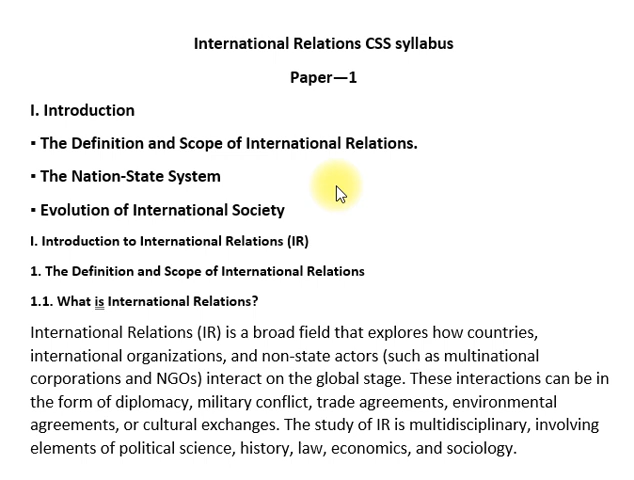 International Relations CSS syllabus
Paper—1
I. Introduction
▪ The Definition and Scope of International Relations.
▪ The Nation-State System
▪ Evolution of International Society
I. Introduction to International Relations (IR)
1. The Definition and Scope of International Relations
1.1. What is International Relations?
International Relations (IR) is a broad field that explores how countries,
international organizations, and non-state actors (such as multinational
corporations and NGOs) interact on the global stage. These interactions can be in
the form of diplomacy, military conflict, trade agreements, environmental
agreements, or cultural exchanges. The study of IR is multidisciplinary, involving
elements of political science, history, law, economics, and sociology.